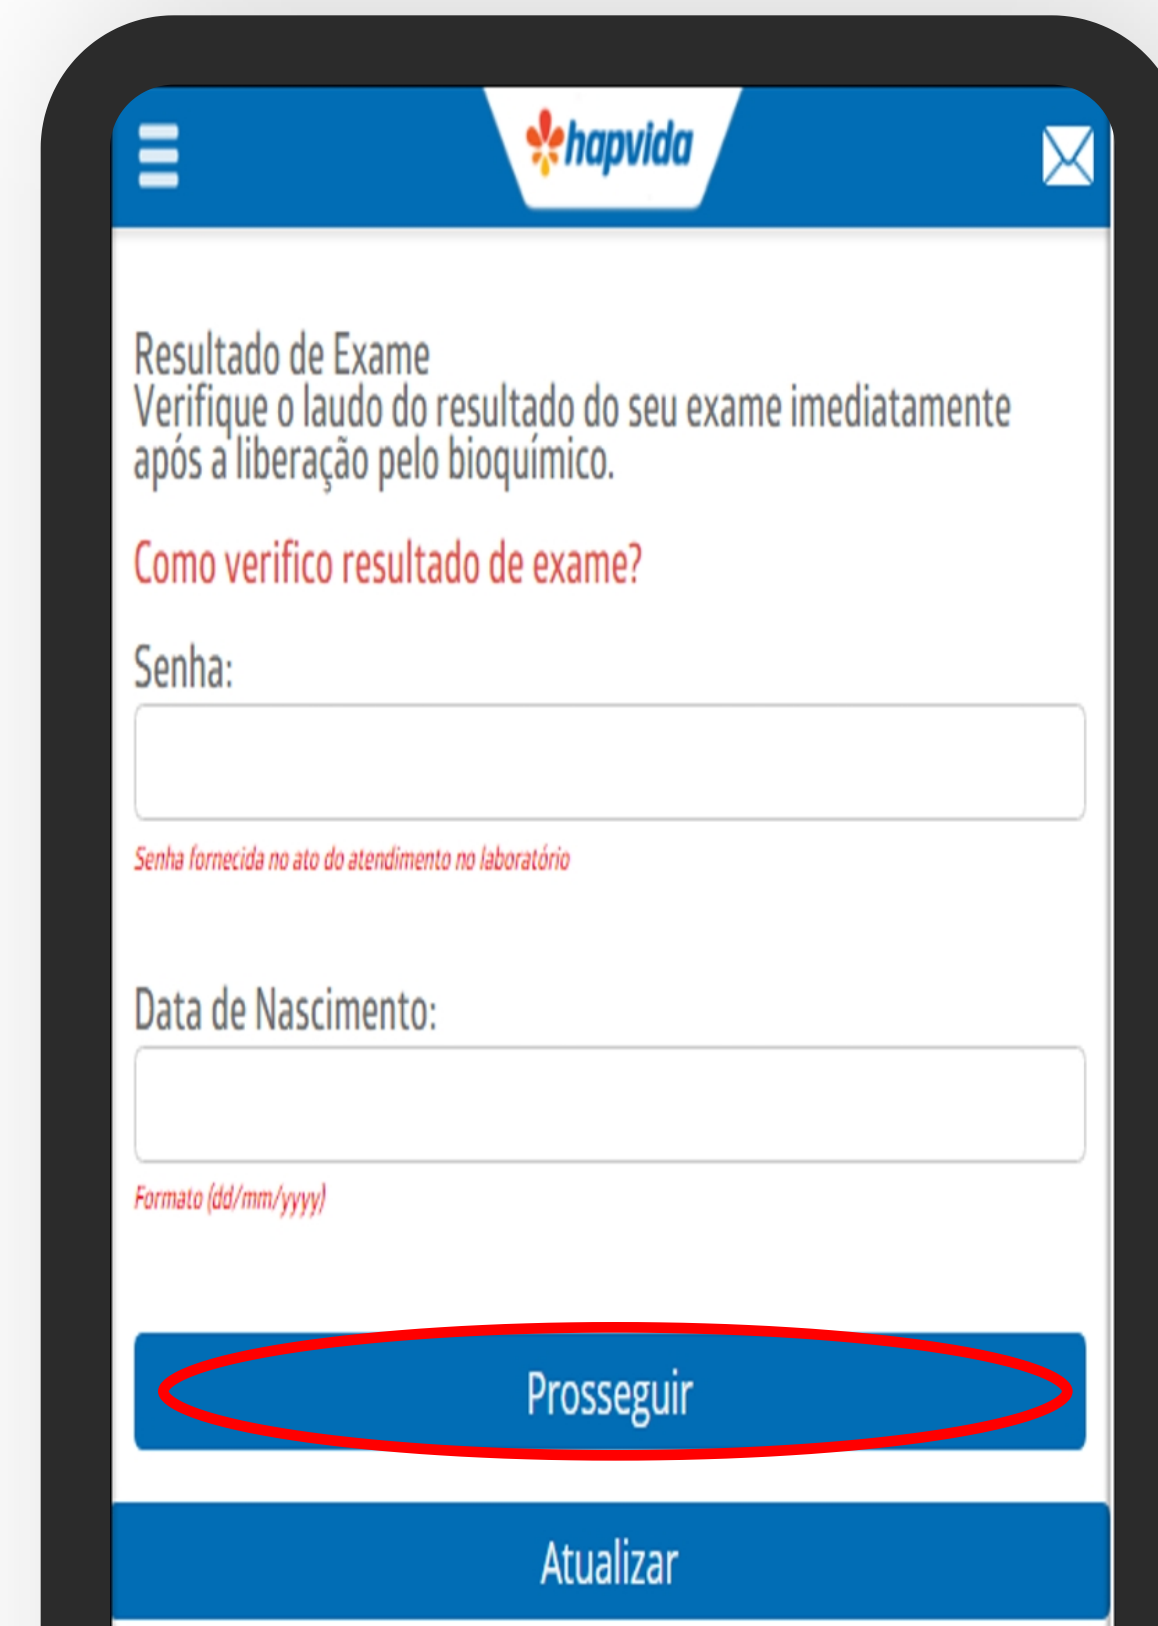 hapvida
Resultado de Exame
Verifique o laudo do resultado do seu exame imediatamente
após a liberação pelo bioquímico.
Como verifico resultado de exame?
Senha:
Senha fornecida no ato do atendimento no laboratório
Data de Nascimento:
Formato (dd/mm/yyyy)
Prosseguir
Atualizar